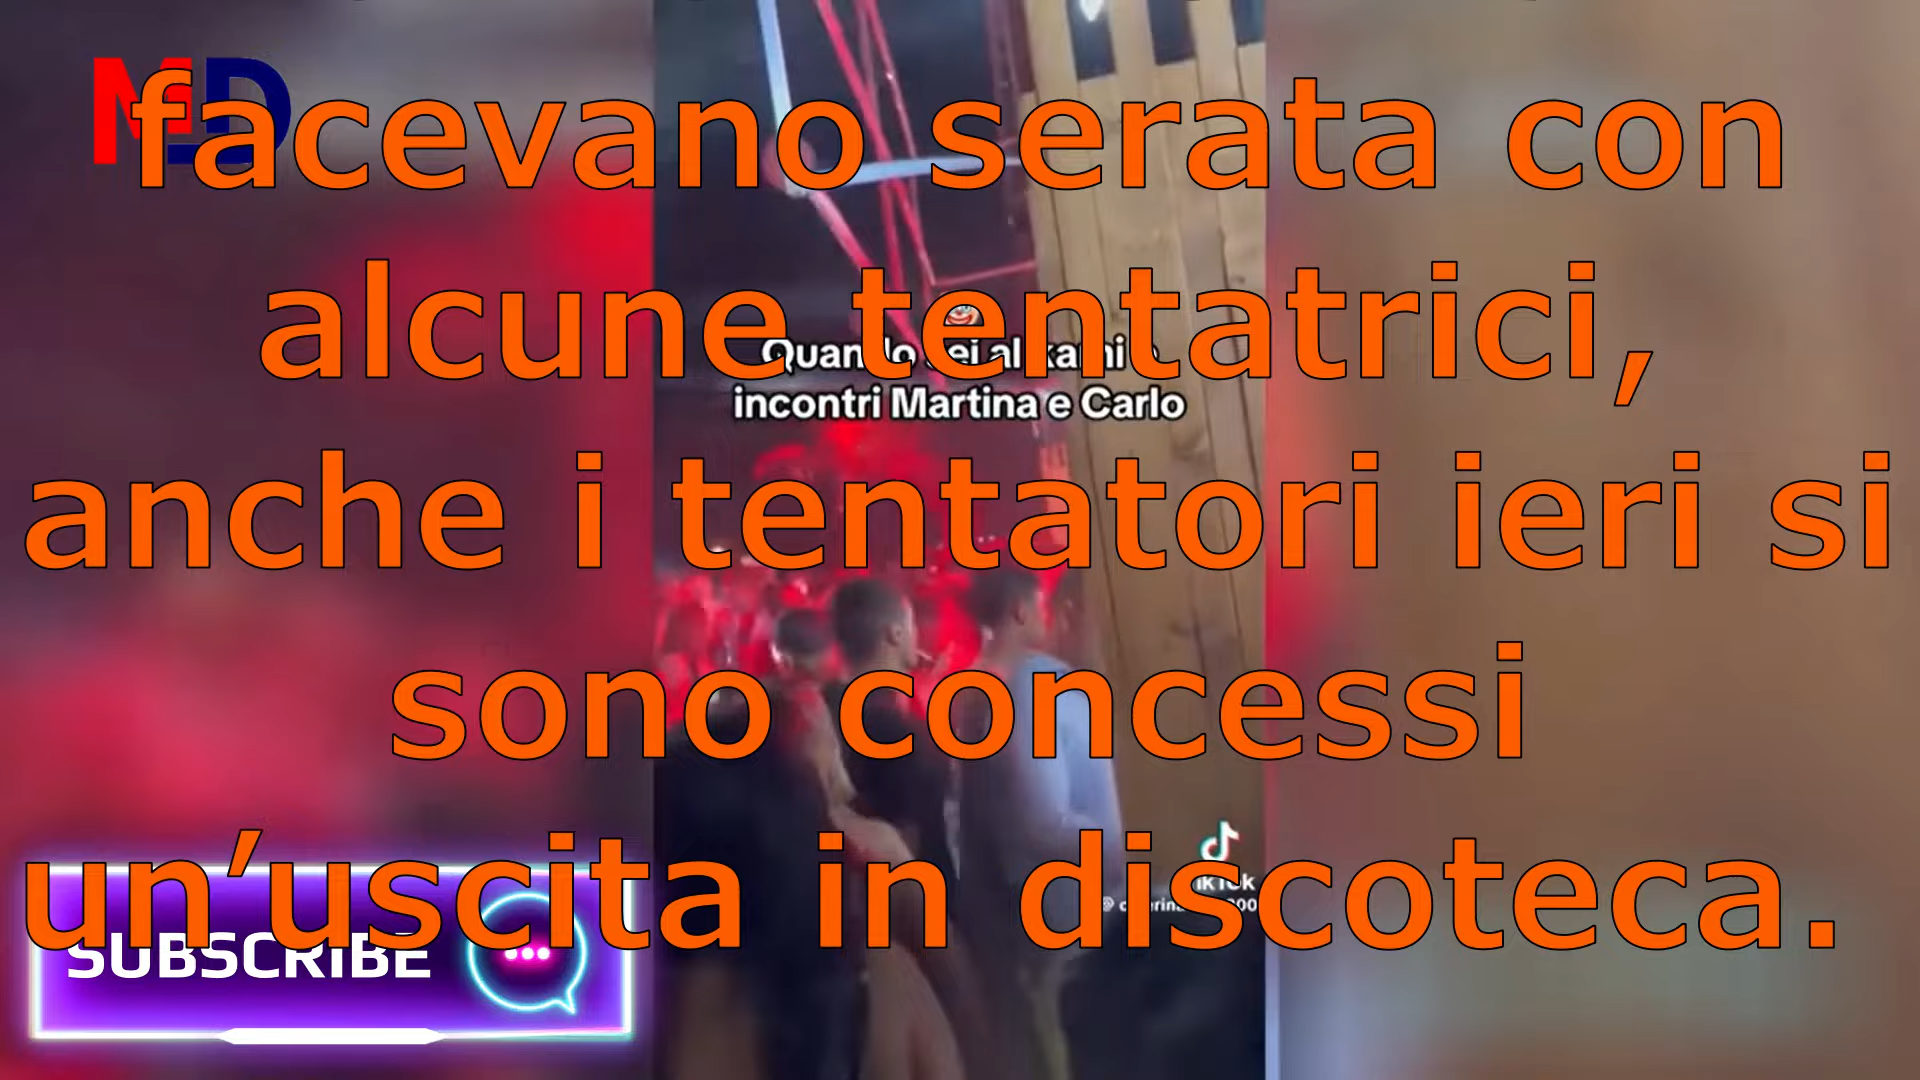 MD
facevano serata con
alcune tentatrici,
anche i tentatori ieri si
sono concessi
un’uscita in discoteca.
incontri Martina e Carlo
SUBSCRIBE